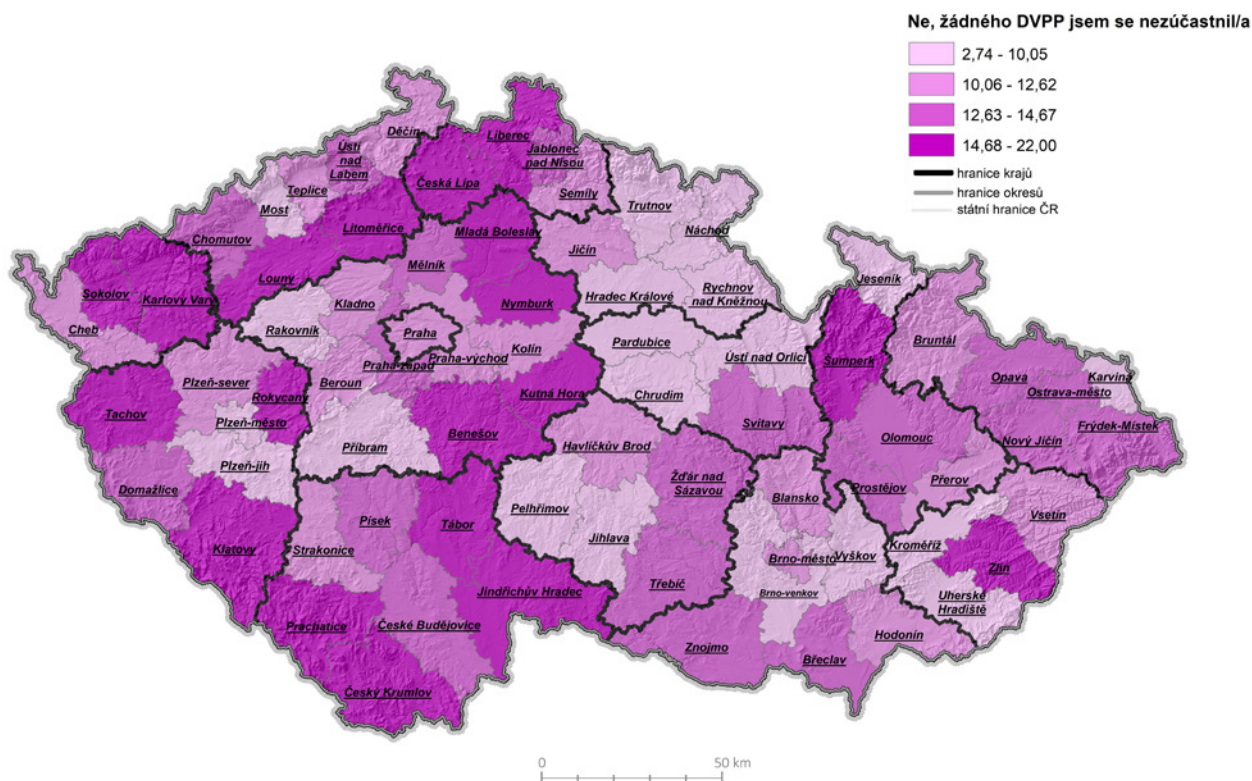 Ne, žádného DVPP jsem se nezúčastnil/a
2,74 - 10,05
10,06 - 12,62
12,63 - 14,67
14,68 - 22,00
hranice krajů
hranice okresů
státní hranice ČR
Děčín
Ústí
nad
Labem
Teplice
Most
Chomutov
Litoměřice
Louny
Liberec
Jablonec
nad Nisou
Česká Lípa
Semily
Trutnov
Náchod
Jičín
Hradec Králové
Rychnov
nad Kněžnou
Mladá Boleslav
Mělník
Nymburk
Kladno
Rakovník
Praha
Praha-východ
Praha-západ
Kolín
Beroun
Kutná Hora
Benešov
Příbram
Sokolov
Karlovy Vary
Cheb
Tachov
Plzeň-sever
Rokycany
Plzeň-město
Plzeň-jih
Domažlice
Klatovy
Strakonice
Písek
Tábor
Jindřichův Hradec
Prachatice
České Budějovice
Český Krumlov
Pardubice
Ústí nad Orlicí
Chrudim
Svitavy
Havlíčkův Brod
Žďár nad
Sázavou
Pelhřimov
Jihlava
Třebíč
Jeseník
Šumperk
Olomouc
Prostějov
Přerov
Bruntál
Opava
Karviná
Ostrava-město
Nový Jičín
Frýdek-Místek
Blansko
Brno-město
Vyškov
Brno-venkov
Znojmo
Břeclav
Hodonín
Vsetín
Kroměříž
Zlín
Uherské
Hradiště
0 50 km